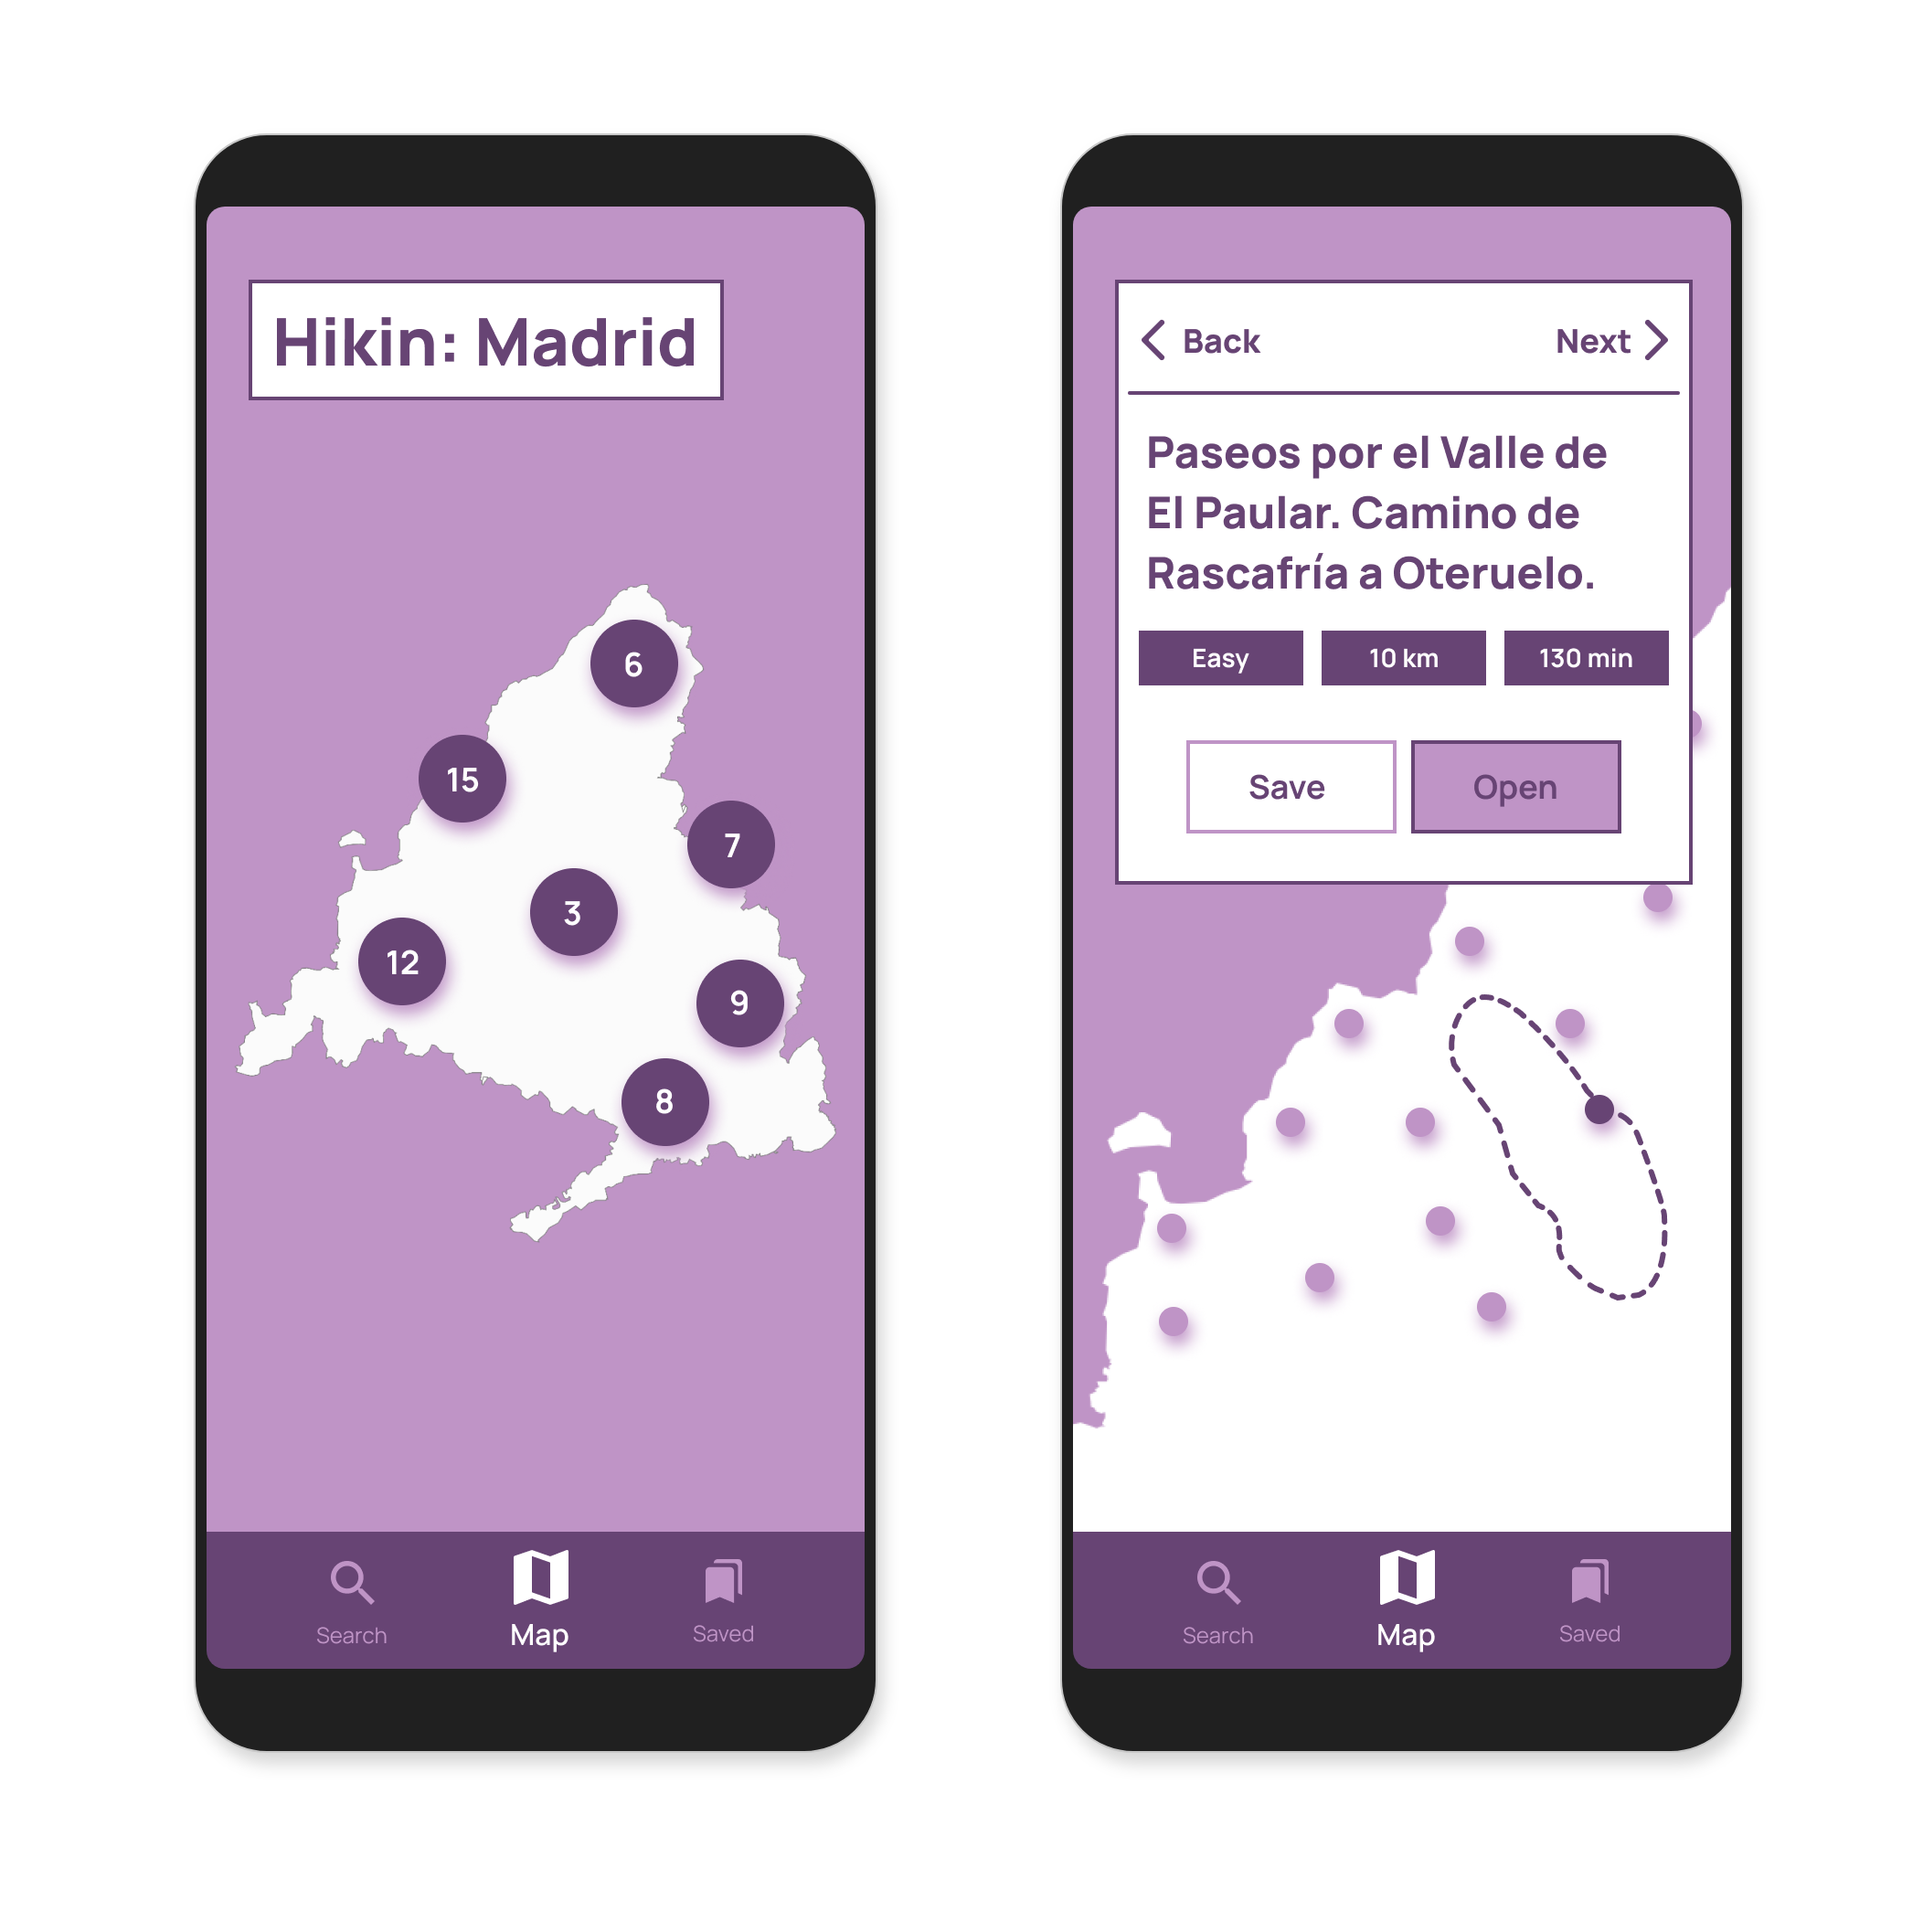 Hikin: Madrid
6
15
7
3
12
9
8
Search
Map
Saved
Back
Next
Paseos por el Valle de
El Paular. Camino de
Rascafría a Oteruelo.
Easy
10 km
130 min
Save
Open
Search
Map
Saved